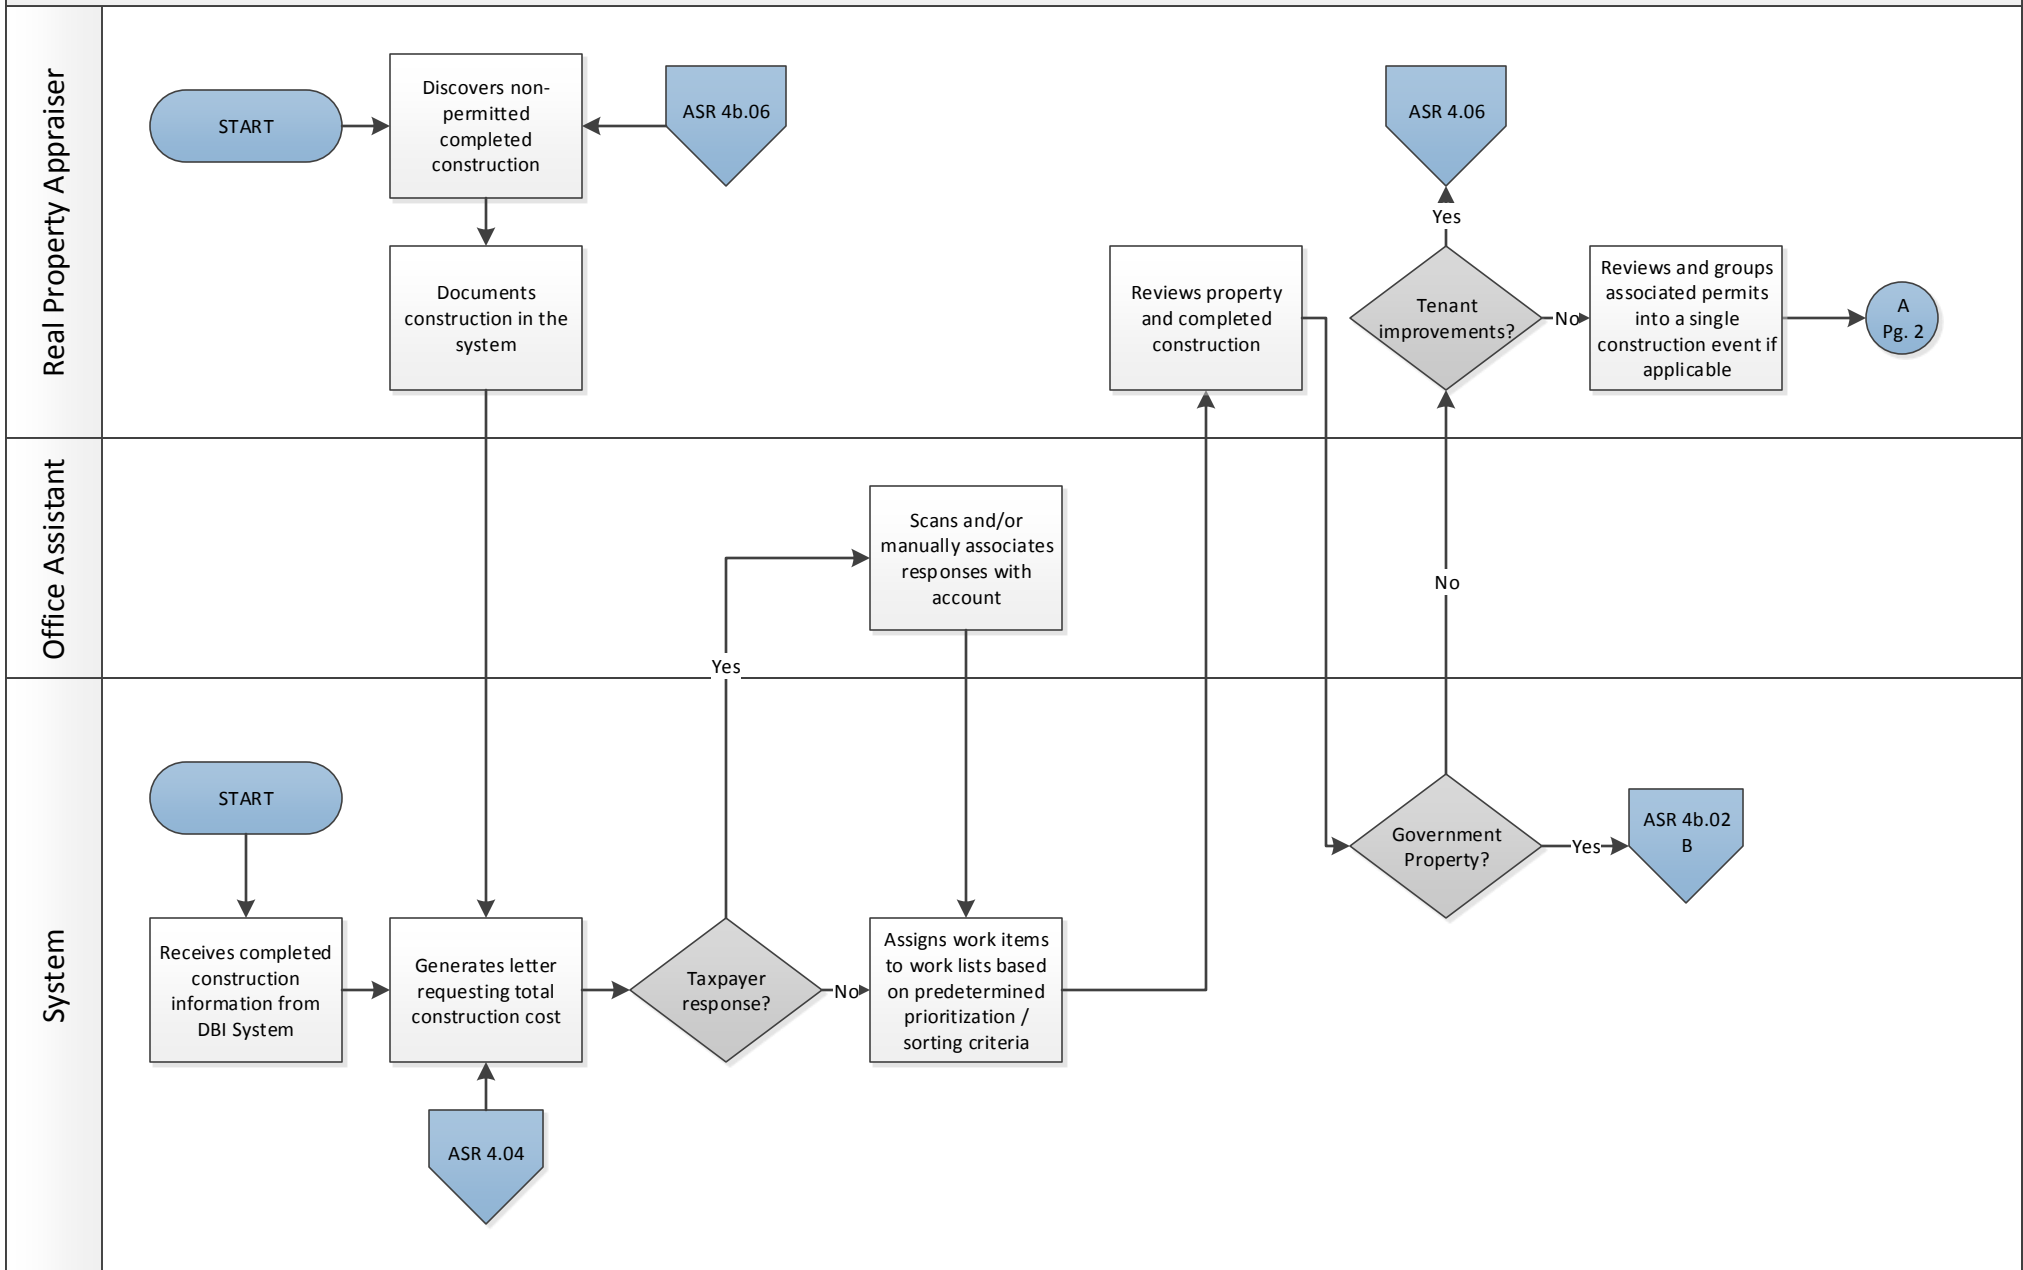 Real Property Appraiser
START
Discovers non-
permitted
completed
construction
ASR 4b.06
Documents
construction in the
system
Reviews property
and completed
construction
ASR 4.06
Yes
Tenant
improvements?
No
Reviews and groups
associated permits
into a single
construction event if
applicable
A
Pg. 2
Office Assistant
Scans and/or
manually associates
responses with
account
Yes
No
System
START
Receives completed
construction
information from
DBI System
Generates letter
requesting total
construction cost
ASR 4.04
Taxpayer
response?
No
Assigns work items
to work lists based
on predetermined
prioritization /
sorting criteria
Government
Property?
Yes
ASR 4b.02
B